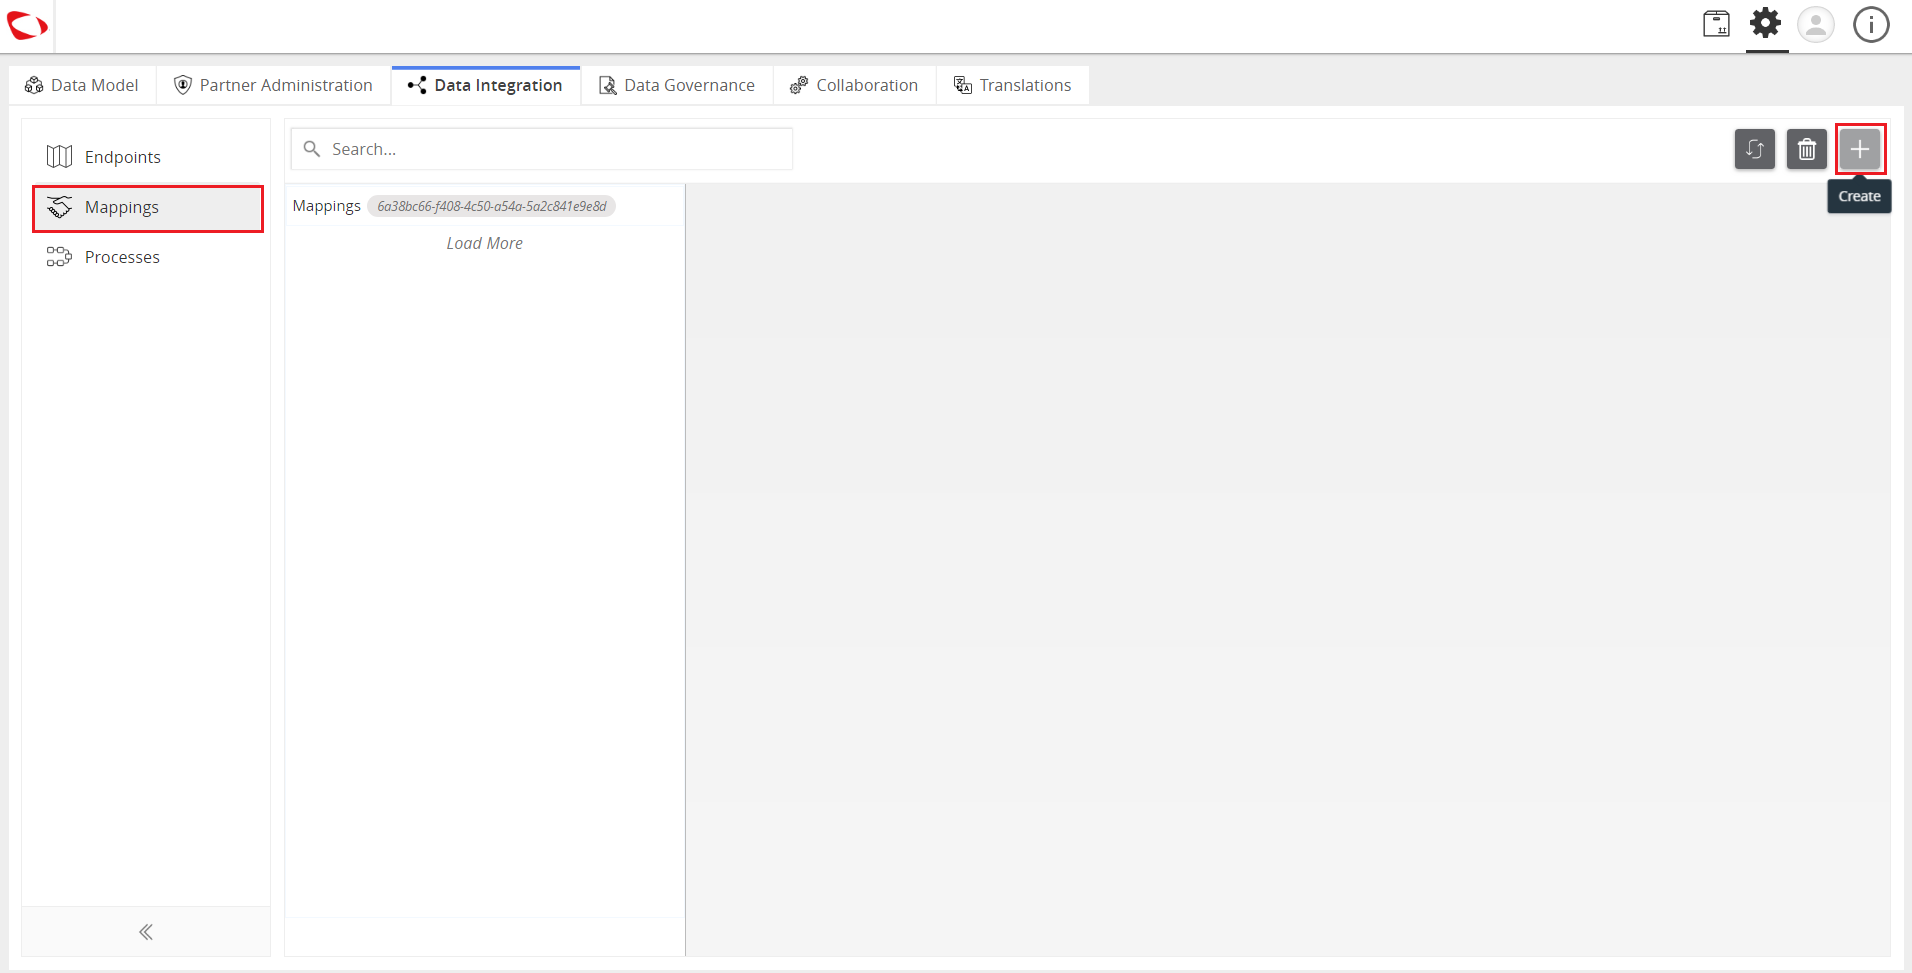 Data Model Partner Administration Data Integration Data Governance Collaboration Translations
Endpoints
Mappings
Processes
Search...
Create
Mappings 6a38bc66-f408-4c50-a54a-5a2c841e9e8d
Load More